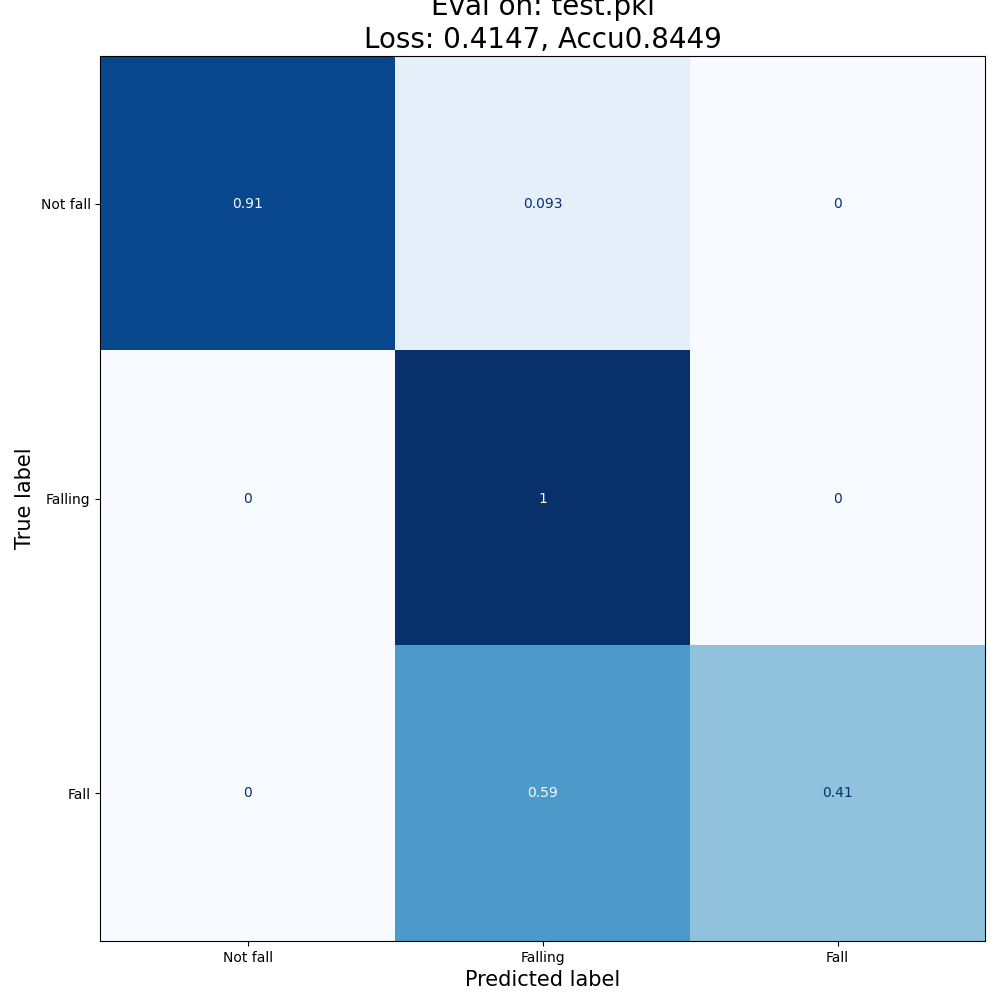 Eval on: test.pkl
Loss: 0.4147, Accu0.8449
Not fall
0.91
0.093
0
True label
Falling
0
1
0
Fall
0
0.59
0.41
Not fall
Falling
Fall
Predicted label